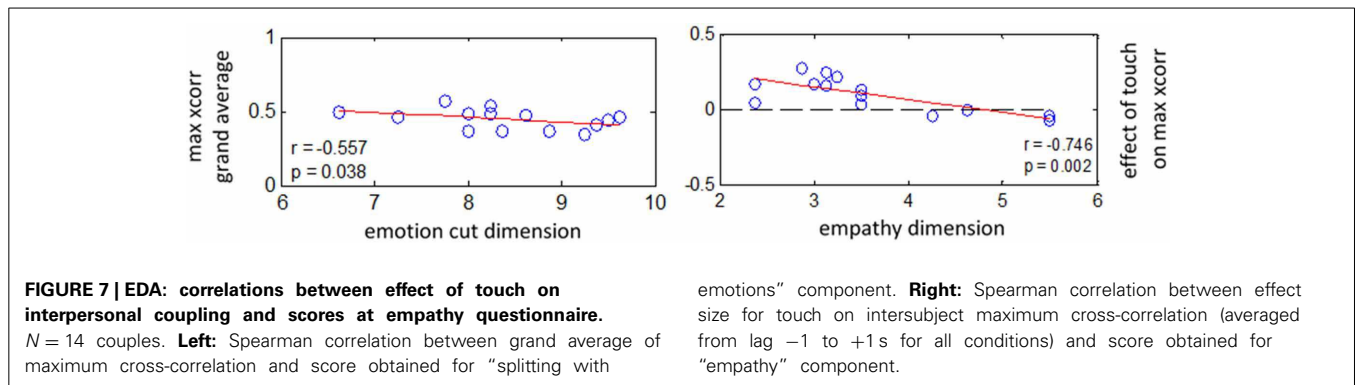 1
0.5
0
max xcorr
grand average
r = -0.557
p = 0.038
6 7 8 9 10
emotion cut dimension
0.5
0
-0.5
r = -0.746
p = 0.002
2 3 4 5 6
empathy dimension
effect of touch
on max xcorr
FIGURE 7 | EDA: correlations between effect of touch on
interpersonal coupling and scores at empathy questionnaire.
N = 14 couples. Left: Spearman correlation between grand average of
maximum cross-correlation and score obtained for “splitting with
emotions” component. Right: Spearman correlation between effect
size for touch on intersubject maximum cross-correlation (averaged
from lag −1 to +1 s for all conditions) and score obtained for
“empathy” component.